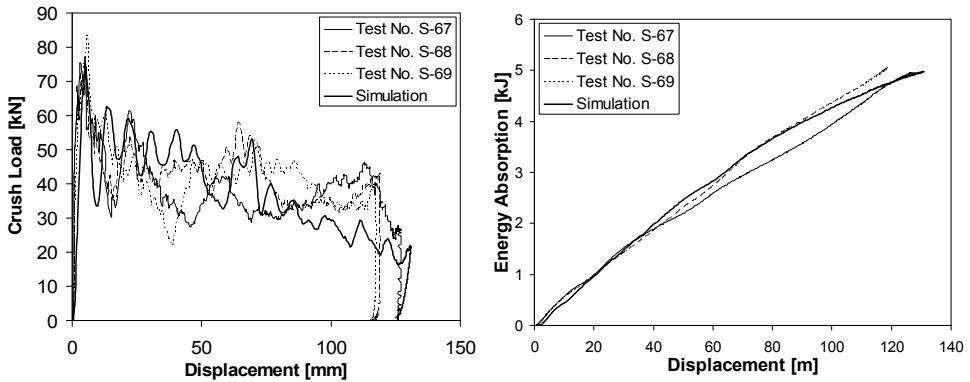 90
80
70
60
50
40
30
20
10
0
Crush Load [kN]
Test No. S-67
Test No. S-68
Test No. S-69
Simulation
0 50 100 150
Displacement [mm]
6
5
4
3
2
1
0
Energy Absorption [kJ]
Test No. S-67
Test No. S-68
Test No. S-69
Simulation
0 20 40 60 80 100 120 140
Displacement [m]